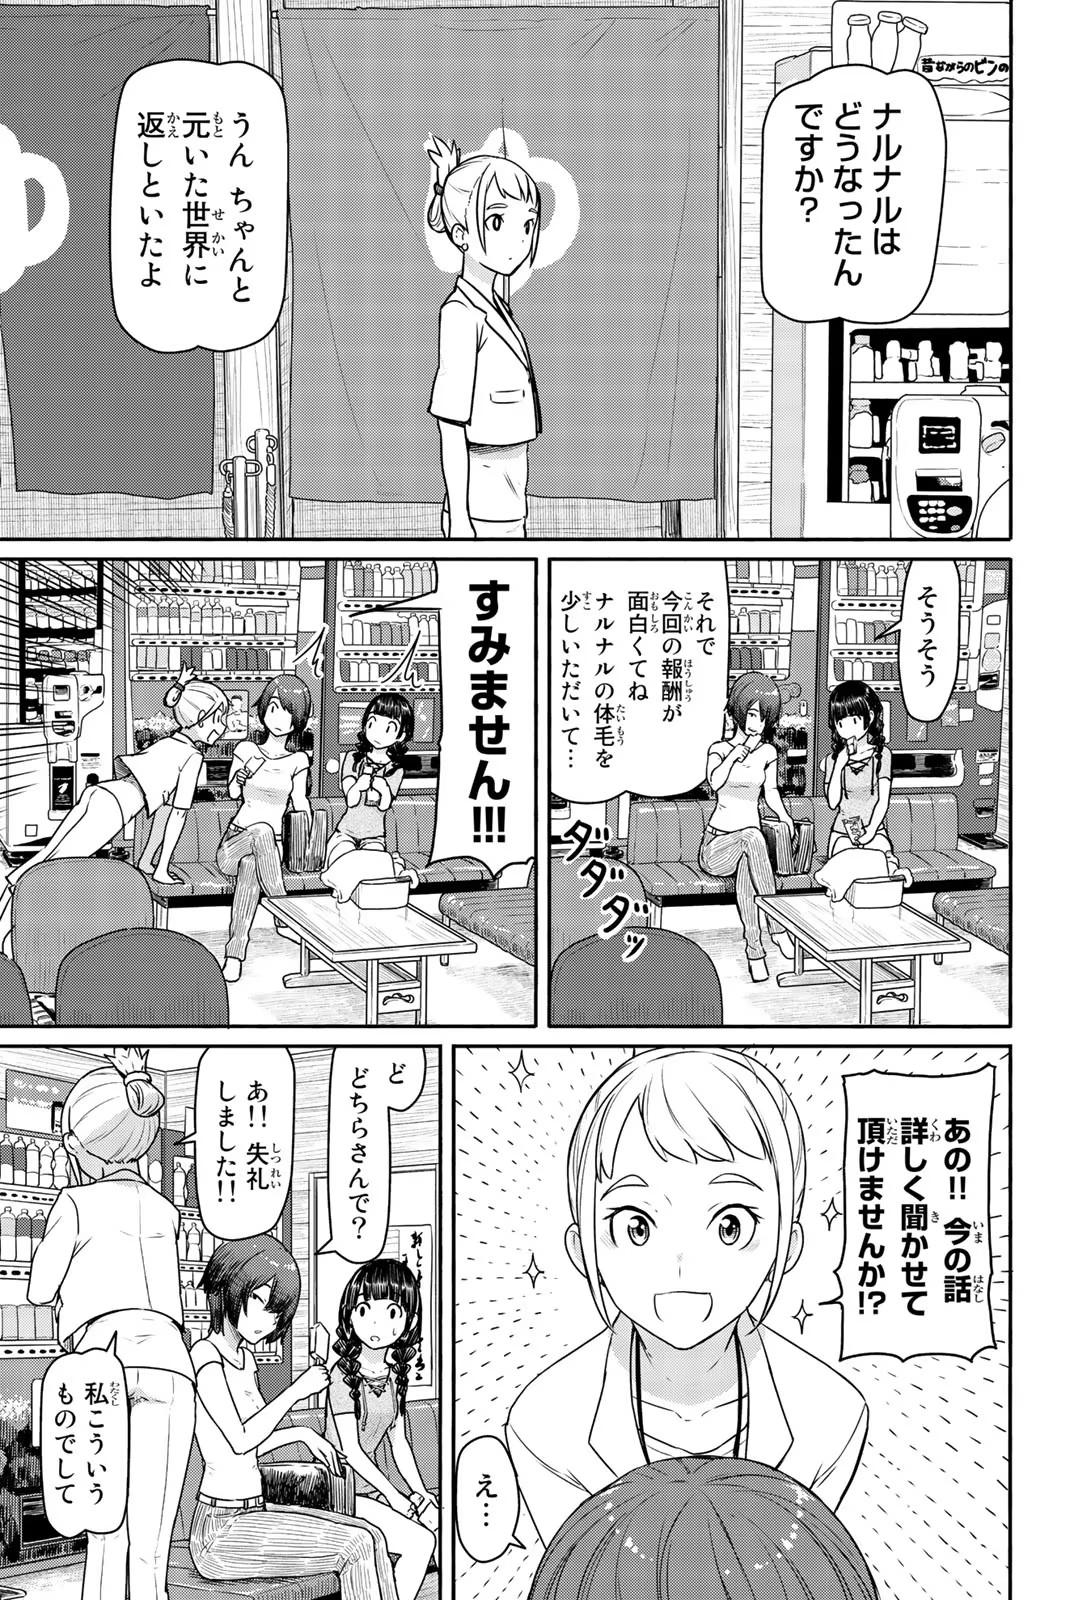 ナルナルは
どうなったん
ですか?
昔ながらのビンの
うん ちゃんと
元いた世界に
返しといたよ
そうそう
それで
今回の報酬が
面白くてね
ナルナルの体毛を
少しいただいて…
ダダダダッ
すみません!!!
あの!! 今の話
詳しく聞かせて
頂けませんか!?
え…
ど
どちらさんで?
あ!! 失礼
しました!!
私こういう
ものでして